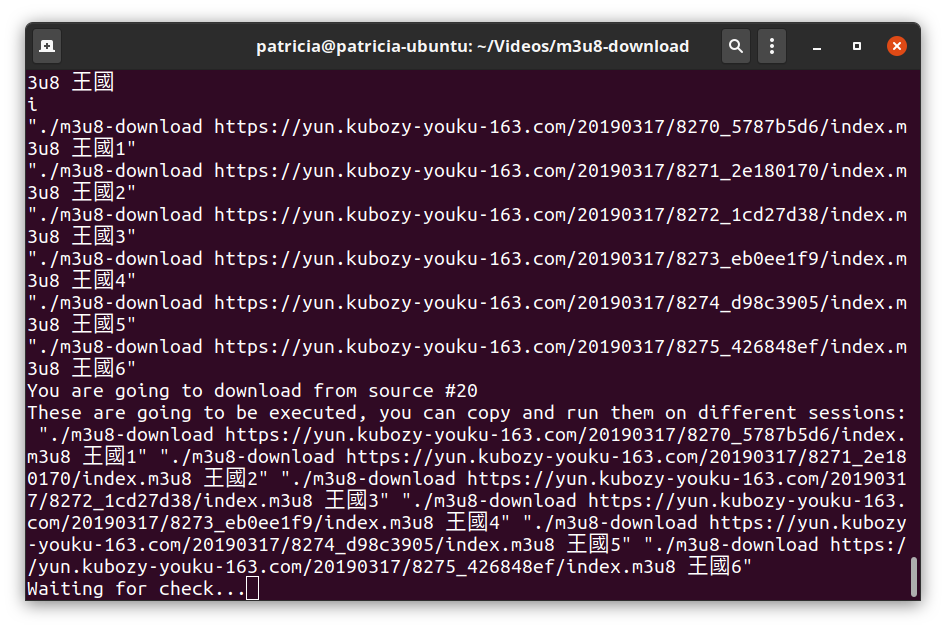 patricia@patricia-ubuntu: ~/Videos/m3u8-download
3u8 王國
i
"./m3u8-download https://yun.kubozy-youku-163.com/20190317/8270_5787b5d6/index.m
3u8 王國1"
"./m3u8-download https://yun.kubozy-youku-163.com/20190317/8271_2e180170/index.m
3u8 王國2"
"./m3u8-download https://yun.kubozy-youku-163.com/20190317/8272_1cd27d38/index.m
3u8 王國3"
"./m3u8-download https://yun.kubozy-youku-163.com/20190317/8273_eb0ee1f9/index.m
3u8 王國4"
"./m3u8-download https://yun.kubozy-youku-163.com/20190317/8274_d98c3905/index.m
3u8 王國5"
"./m3u8-download https://yun.kubozy-youku-163.com/20190317/8275_426848ef/index.m
3u8 王國6"
You are going to download from source #20
These are going to be executed, you can copy and run them on different sessions:
 "./m3u8-download https://yun.kubozy-youku-163.com/20190317/8270_5787b5d6/index.
m3u8 王國1" "./m3u8-download https://yun.kubozy-youku-163.com/20190317/8271_2e18
0170/index.m3u8 王國2" "./m3u8-download https://yun.kubozy-youku-163.com/2019031
7/8272_1cd27d38/index.m3u8 王國3" "./m3u8-download https://yun.kubozy-youku-163.
com/20190317/8273_eb0ee1f9/index.m3u8 王國4" "./m3u8-download https://yun.kubozy
-youku-163.com/20190317/8274_d98c3905/index.m3u8 王國5" "./m3u8-download https:/
/yun.kubozy-youku-163.com/20190317/8275_426848ef/index.m3u8 王國6"
Waiting for check...